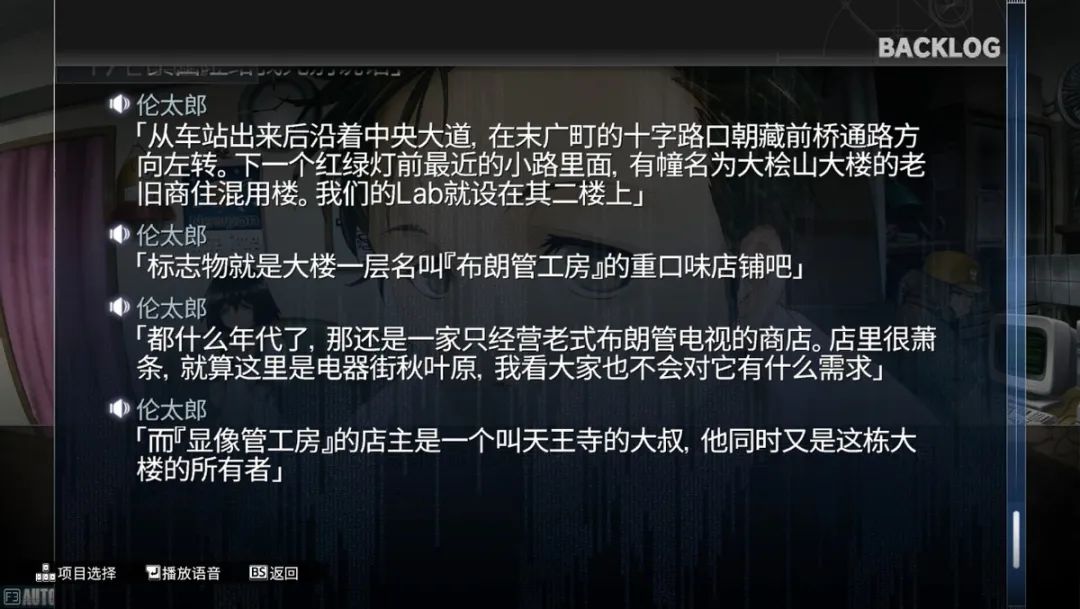 BACKLOG
伦太郎
「从车站出来后沿着中央大道，在末广町的十字路口朝藏前桥通路方
向左转。下一个红绿灯前最近的小路里面，有幢名为大桧山大楼的老
旧商住混用楼。我们的Lab就设在其二楼上」
伦太郎
「标志物就是大楼一层名叫『布朗管工房』的重口味店铺吧」
伦太郎
「都什么年代了，那还是一家只经营老式布朗管电视的商店。店里很萧
条，就算这里是电器街秋叶原，我看大家也不会对它有什么需求」
伦太郎
「而『显像管工房』的店主是一个叫天王寺的大叔，他同时又是这栋大
楼的所有者」
项目选择 播放语音 BS返回
F3 AUTO